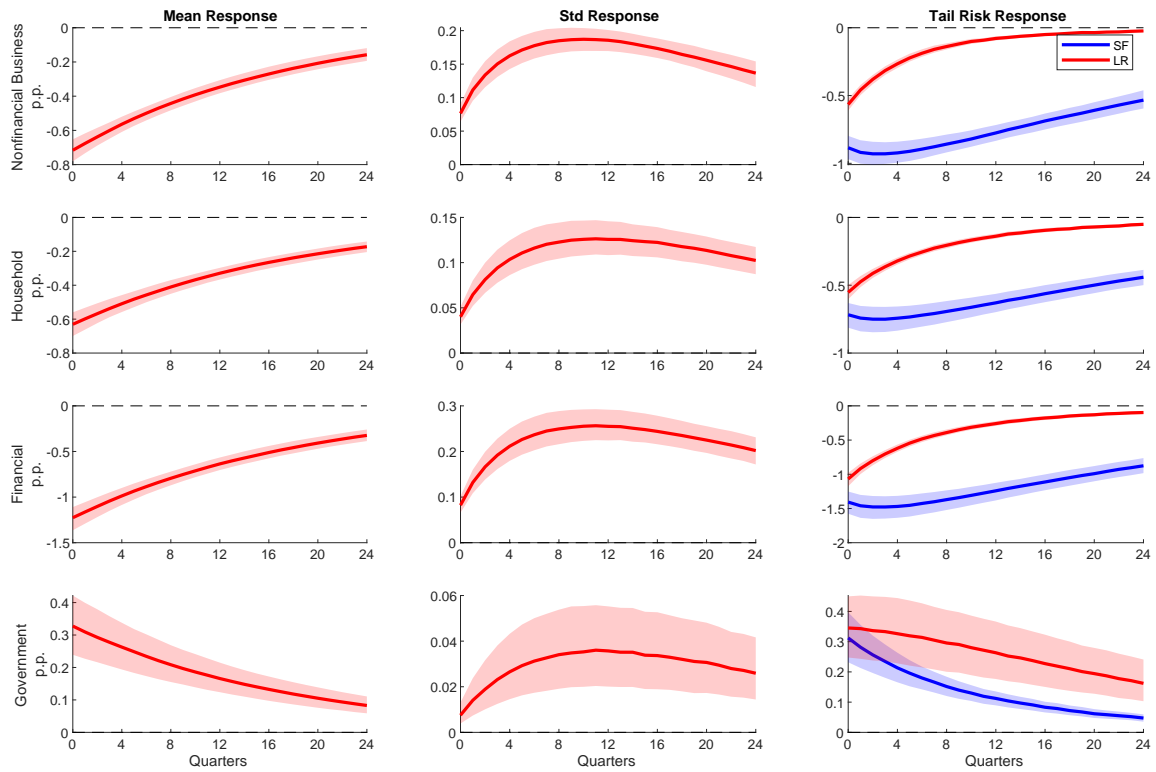 Mean Response
Std Response
Tail Risk Response
Nonfinancial Business
p.p.
0
-0.2
-0.4
-0.6
-0.8
0 4 8 12 16 20 24
0.2
0.15
0.1
0.05
0
0 4 8 12 16 20 24
0
-0.5
-1
0 4 8 12 16 20 24
SF
LR
Household
p.p.
0
-0.2
-0.4
-0.6
-0.8
0 4 8 12 16 20 24
0.15
0.1
0.05
0
0 4 8 12 16 20 24
0
-0.5
-1
0 4 8 12 16 20 24
Financial
p.p.
0
-0.5
-1
-1.5
0 4 8 12 16 20 24
0.3
0.2
0.1
0
0 4 8 12 16 20 24
0
-0.5
-1
-1.5
-2
0 4 8 12 16 20 24
Government
p.p.
0.4
0.3
0.2
0.1
0
0 4 8 12 16 20 24
Quarters
0.06
0.04
0.02
0
0 4 8 12 16 20 24
Quarters
0.4
0.3
0.2
0.1
0
0 4 8 12 16 20 24
Quarters